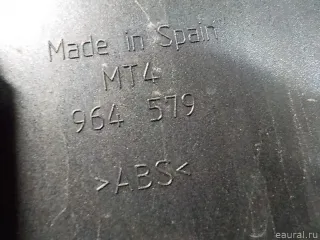 Made in Spain
MT4
964 579
>ABS<
eaural.ru